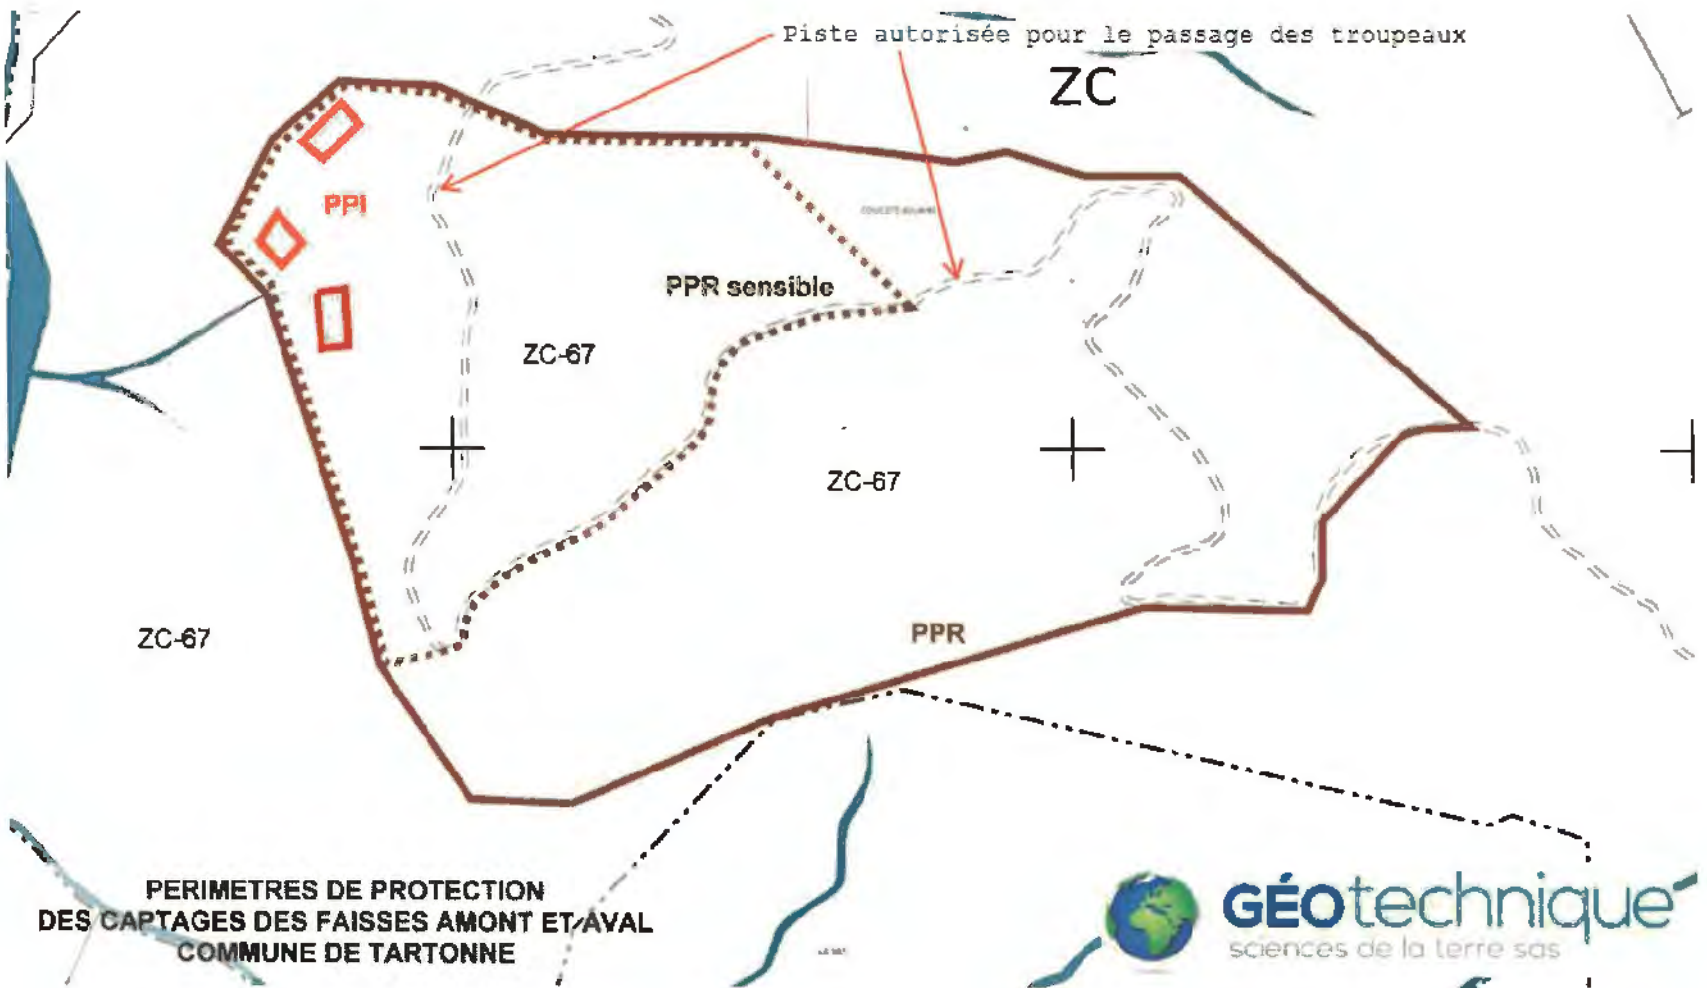 Piste autorisée pour le passage des troupeaux
ZC
PPI
PPR sensible
ZC-67
ZC-67
ZC-67
PPR
PERIMETRES DE PROTECTION
DES CAPTAGES DES FAISSES AMONT ET AVAL
COMMUNE DE TARTONNE
GÉOtechnique
sciences de la terre sas